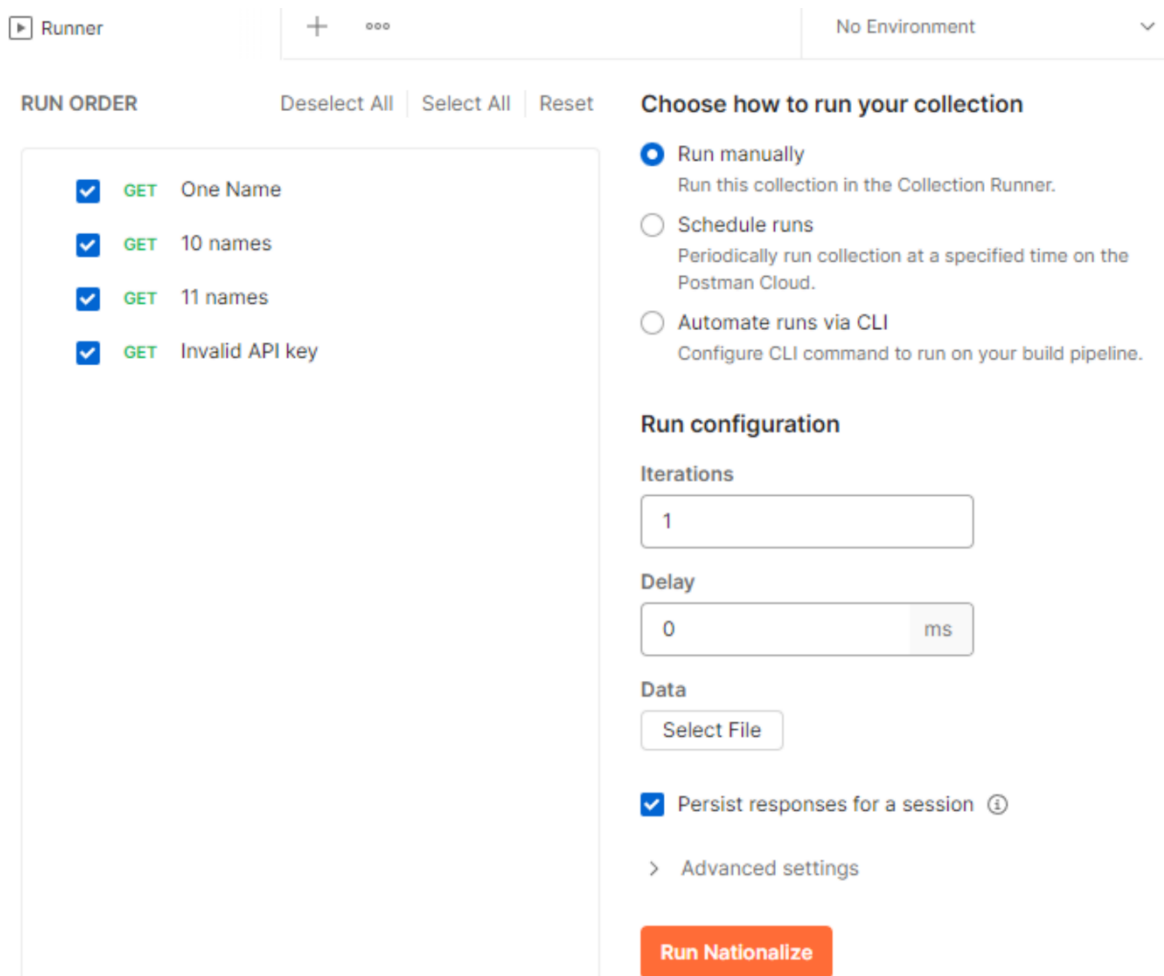 Runner
No Environment
RUN ORDER
Deselect All
Select All
Reset
GET One Name
GET 10 names
GET 11 names
GET Invalid API key
Choose how to run your collection
Run manually
Run this collection in the Collection Runner.
Schedule runs
Periodically run collection at a specified time on the
Postman Cloud.
Automate runs via CLI
Configure CLI command to run on your build pipeline.
Run configuration
Iterations
1
Delay
0 ms
Data
Select File
Persist responses for a session
Advanced settings
Run Nationalize